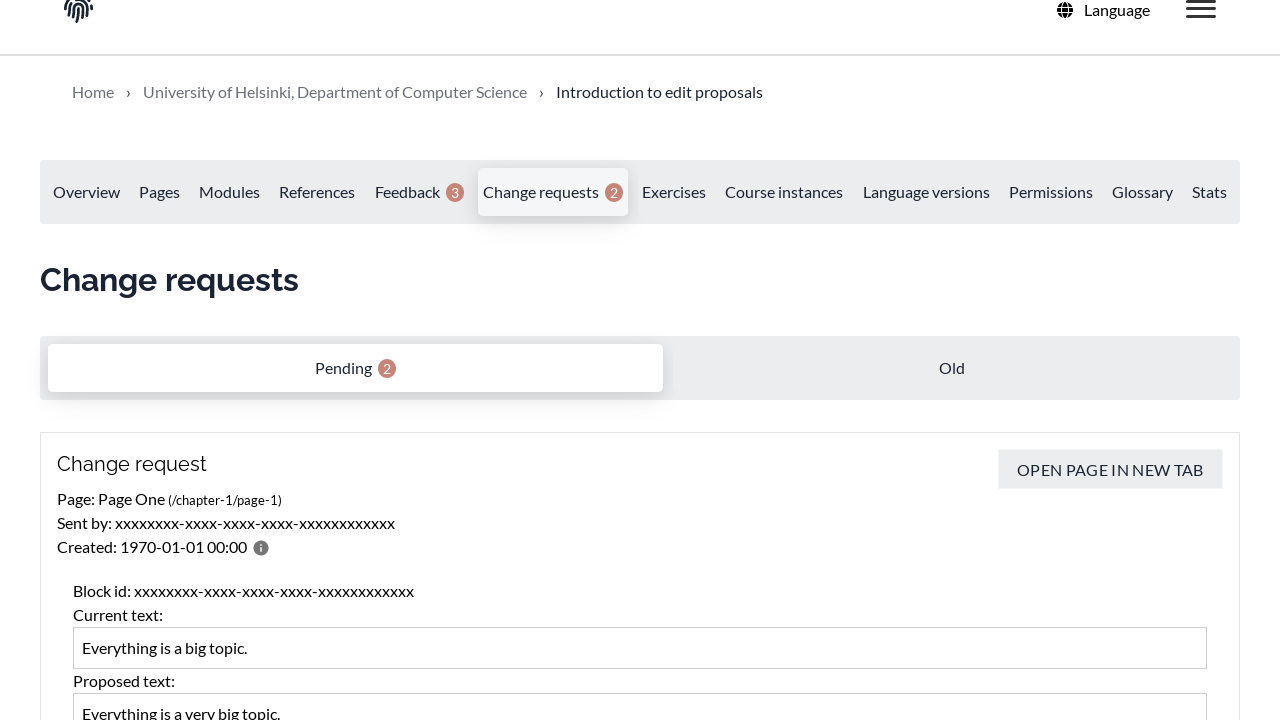 Language
Home › University of Helsinki, Department of Computer Science › Introduction to edit proposals
Overview Pages Modules References Feedback 3 Change requests 2 Exercises Course instances Language versions Permissions Glossary Stats
Change requests
Pending 2 Old
Change request
OPEN PAGE IN NEW TAB
Page: Page One (/chapter-1/page-1)
Sent by: xxxxxxxx-xxxx-xxxx-xxxx-xxxxxxxxxxxx
Created: 1970-01-01 00:00
Block id: xxxxxxxx-xxxx-xxxx-xxxx-xxxxxxxxxxxx
Current text:
Everything is a big topic.
Proposed text:
Everything is a very big topic.